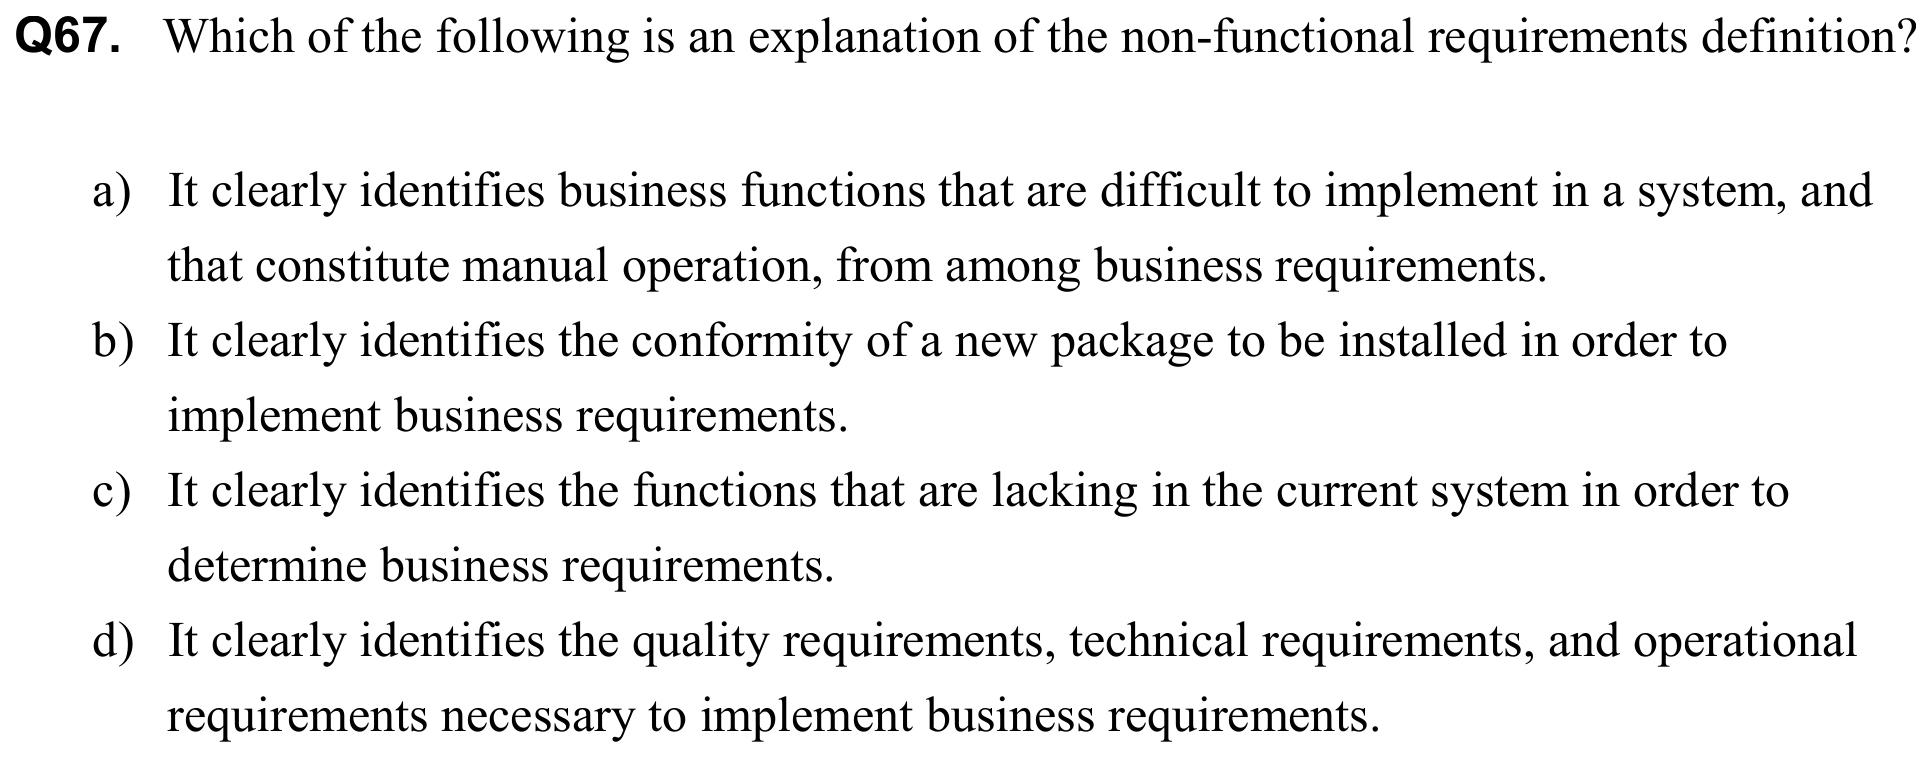 Q67. Which of the following is an explanation of the non-functional requirements definition?
a) It clearly identifies business functions that are difficult to implement in a system, and
that constitute manual operation, from among business requirements.
b) It clearly identifies the conformity of a new package to be installed in order to
implement business requirements.
c) It clearly identifies the functions that are lacking in the current system in order to
determine business requirements.
d) It clearly identifies the quality requirements, technical requirements, and operational
requirements necessary to implement business requirements.